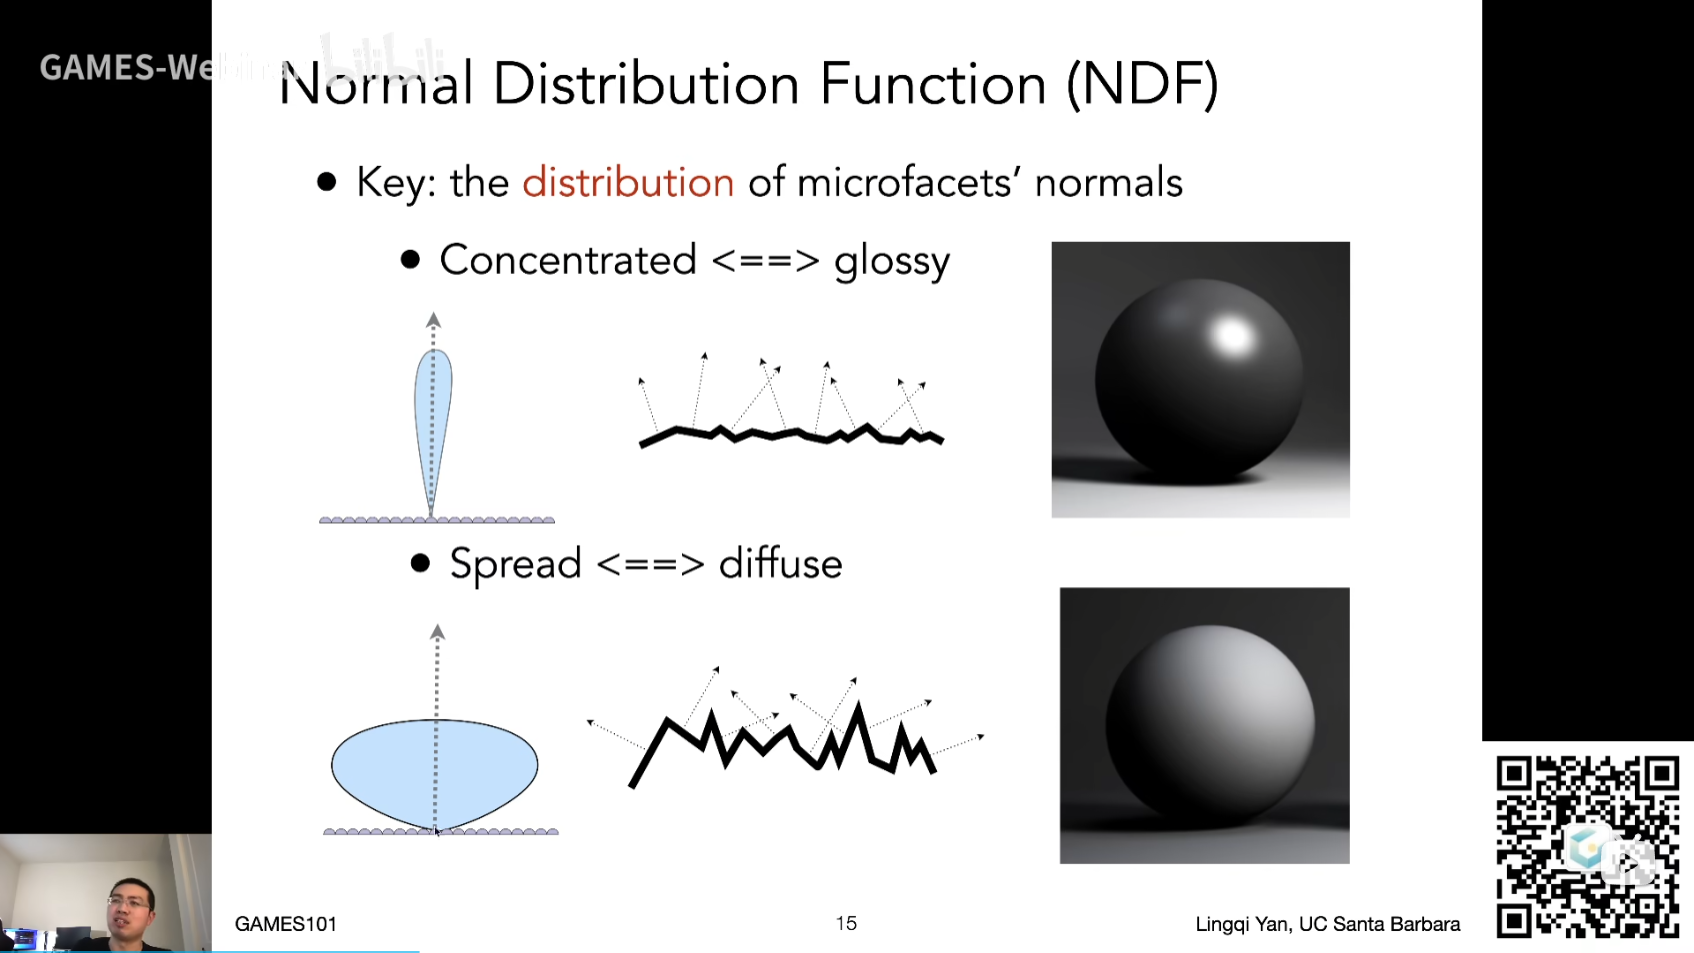 GAMES-Webinar bilibili
Normal Distribution Function (NDF)
● Key: the distribution of microfacets’ normals
● Concentrated <==> glossy
● Spread <==> diffuse
GAMES101
15
Lingqi Yan, UC Santa Barbara